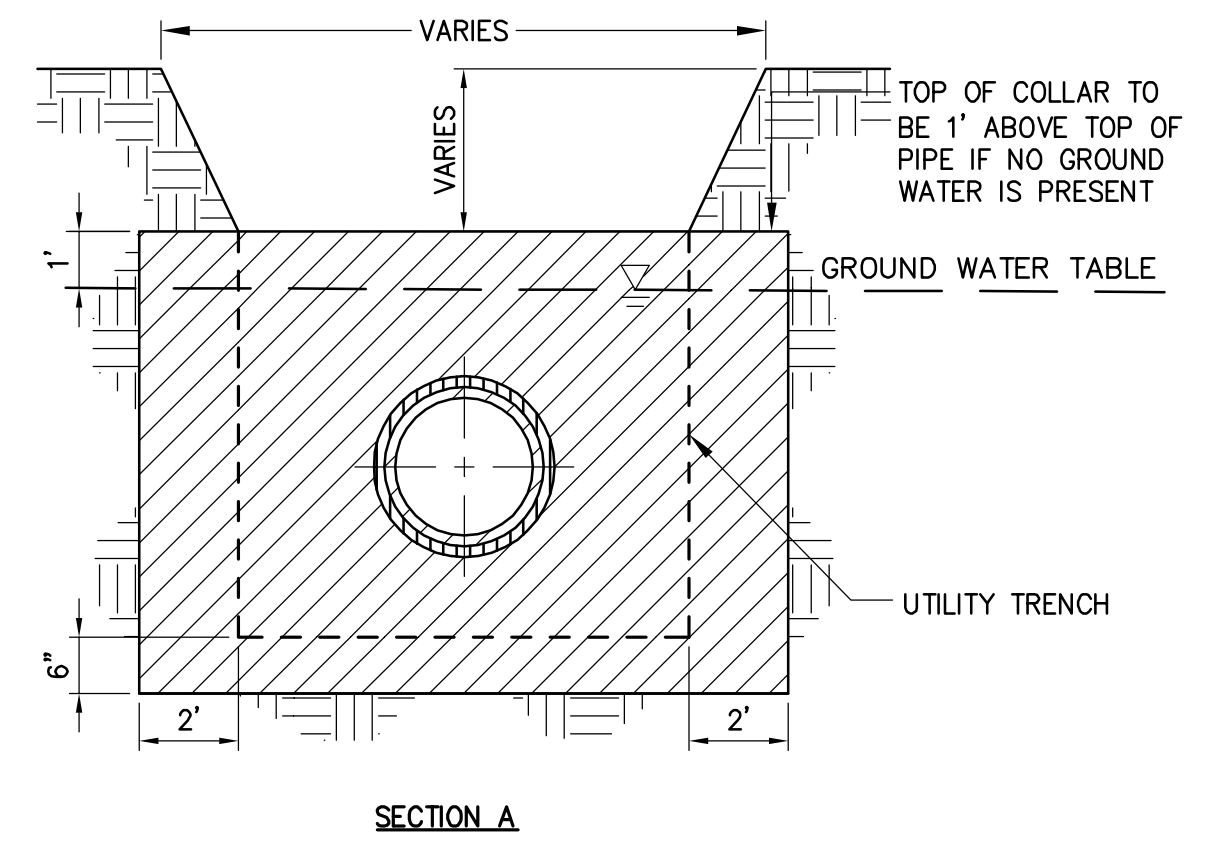 VARIES
VARIES
TOP OF COLLAR TO
BE 1' ABOVE TOP OF
PIPE IF NO GROUND
WATER IS PRESENT
1'
GROUND WATER TABLE
UTILITY TRENCH
6"
2'
2'
SECTION A